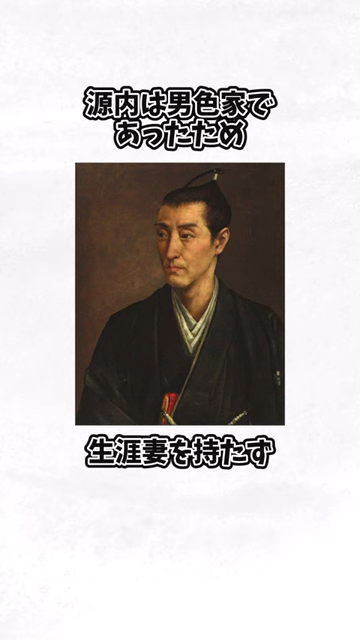 源内は男色家で
あったため
生涯妻を持たず